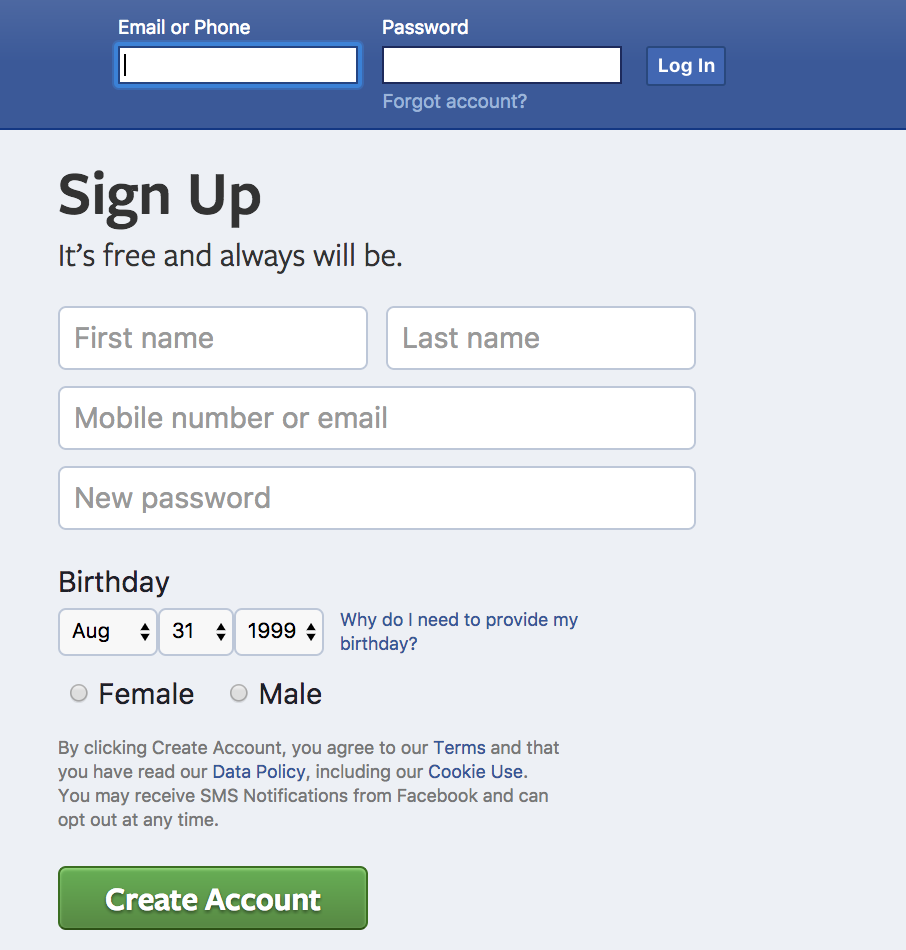 Email or Phone Password
Log In
Forgot account?
Sign Up
It’s free and always will be.
First name Last name
Mobile number or email
New password
Birthday
Aug 31 1999 Why do I need to provide my
birthday?
Female Male
By clicking Create Account, you agree to our Terms and that
you have read our Data Policy, including our Cookie Use.
You may receive SMS Notifications from Facebook and can
opt out at any time.
Create Account